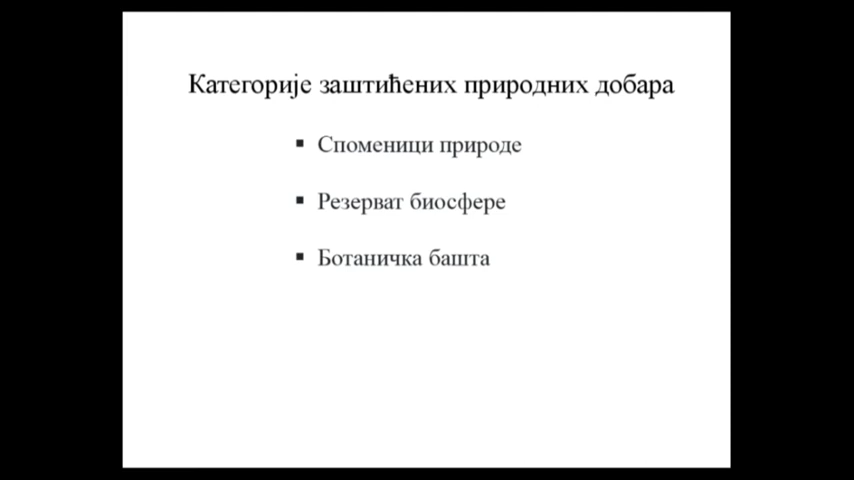 Категорије заштићених природних добара
▪ Споменици природе
▪ Резерват биосфере
▪ Ботаничка башта